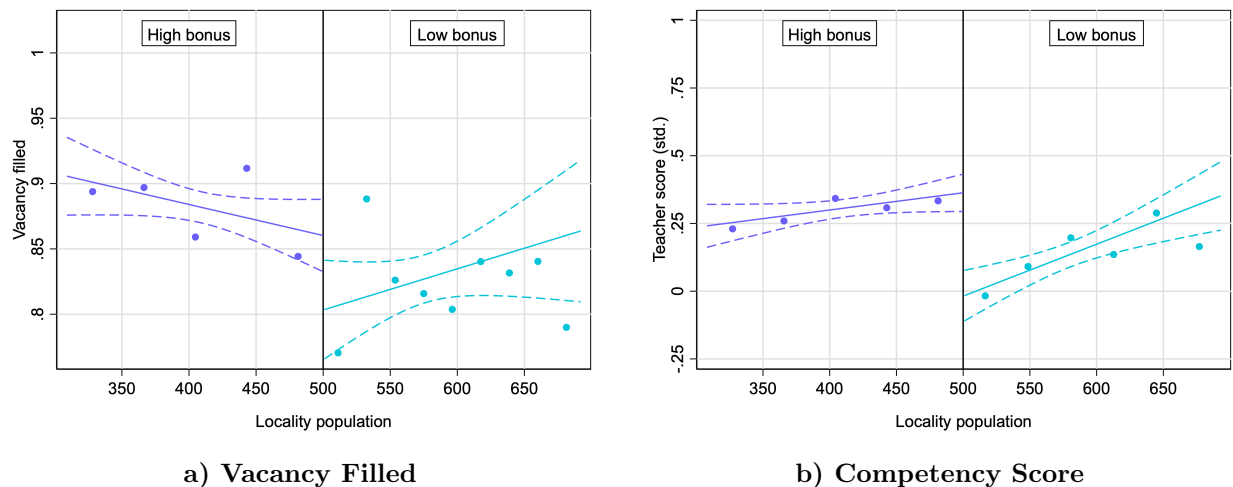 High bonus
Low bonus
Vacancy filled
1
.95
.9
.85
.8
350 400 450 500 550 600 650
Locality population
a) Vacancy Filled
High bonus
Low bonus
Teacher score (std.)
1
.75
.5
.25
0
-.25
350 400 450 500 550 600 650
Locality population
b) Competency Score